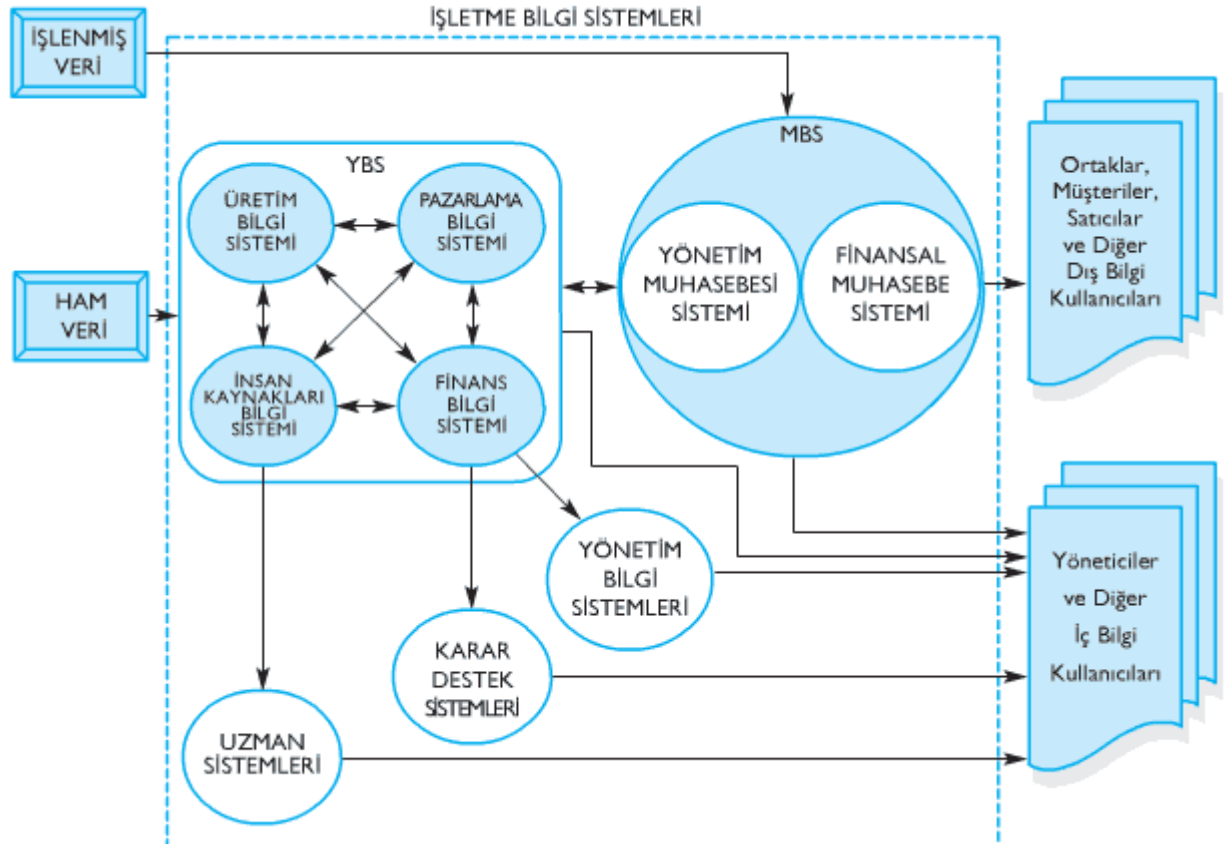 İŞLETME BİLGİ SİSTEMLERİ
İŞLENMİŞ
VERİ
HAM
VERİ
YBS
ÜRETİM
BİLGİ
SİSTEMİ
PAZARLAMA
BİLGİ
SİSTEMİ
İNSAN
KAYNAKLARI
BİLGİ
SİSTEMİ
FİNANS
BİLGİ
SİSTEMİ
MBS
YÖNETİM
MUHASEBESİ
SİSTEMİ
FİNANSAL
MUHASEBE
SİSTEMİ
Ortaklar,
Müşteriler,
Satıcılar
ve Diğer
Dış Bilgi
Kullanıcıları
YÖNETİM
BİLGİ
SİSTEMLERİ
KARAR
DESTEK
SİSTEMLERİ
UZMAN
SİSTEMLERİ
Yöneticiler
ve Diğer
İç Bilgi
Kullanıcıları